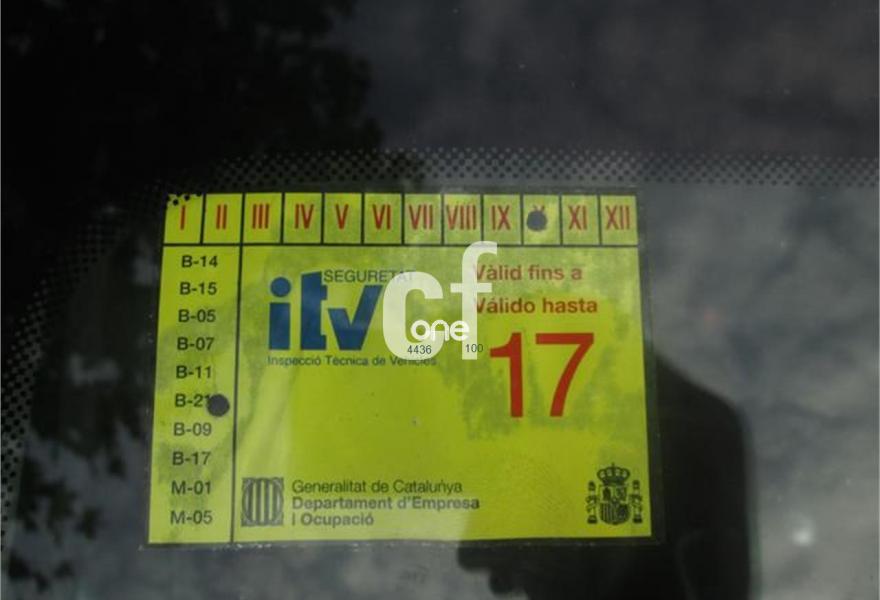 I II III IV V VI VII VIII IX X XI XII
B-14
B-15
B-05
B-07
B-11
B-21
B-09
B-17
M-01
M-05
SEGURETAT
itv
Inspecció Tècnica de Vehicles
Vàlid fins a
Válido hasta
17
cf
one
4436 100
Generalitat de Catalunya
Departament d'Empresa
i Ocupació